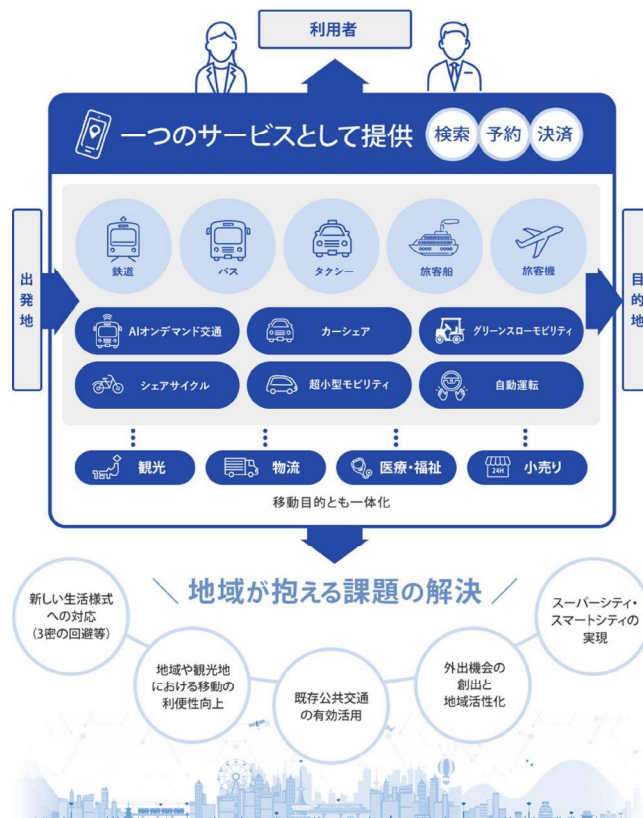 利用者
一つのサービスとして提供
検索
予約
決済
出発地
目的地
鉄道
バス
タクシー
旅客船
旅客機
AIオンデマンド交通
カーシェア
グリーンスローモビリティ
シェアサイクル
超小型モビリティ
自動運転
観光
物流
医療・福祉
24H
小売り
移動目的とも一体化
地域が抱える課題の解決
新しい生活様式
への対応
(3密の回避等)
地域や観光地
における移動の
利便性向上
既存公共交通
の有効活用
外出機会の
創出と
地域活性化
スーパーシティ・
スマートシティの
実現